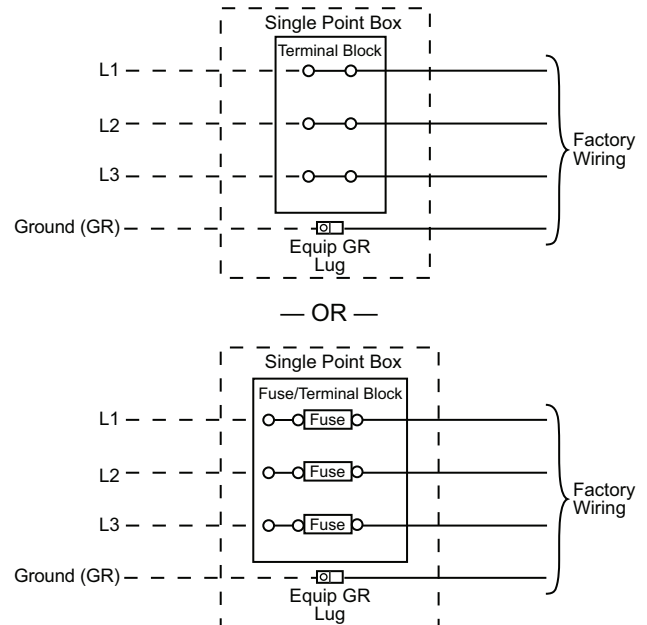 Single Point Box
Terminal Block
L1
L2
L3
Ground (GR)
Equip GR
Lug
Factory
Wiring
— OR —
Single Point Box
Fuse/Terminal Block
L1
Fuse
L2
Fuse
L3
Fuse
Ground (GR)
Equip GR
Lug
Factory
Wiring